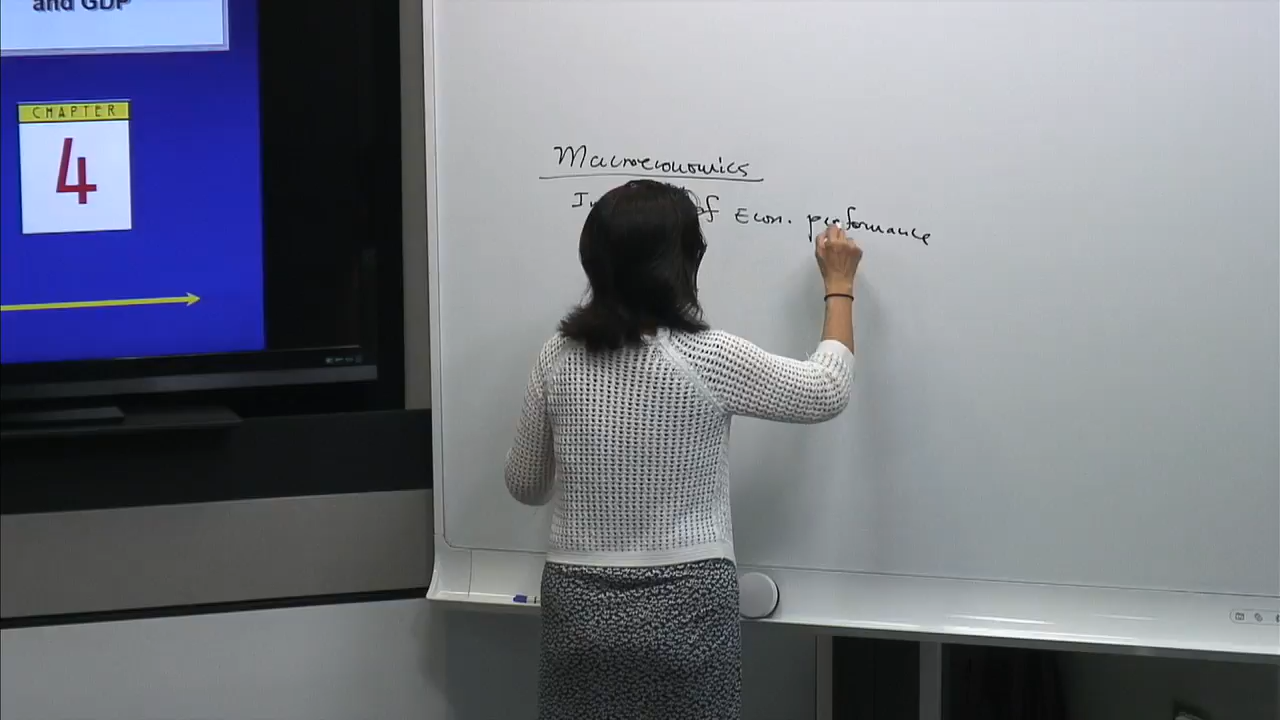 and GDP
CHAPTER
4
Macroeconomics
of Econ. performance